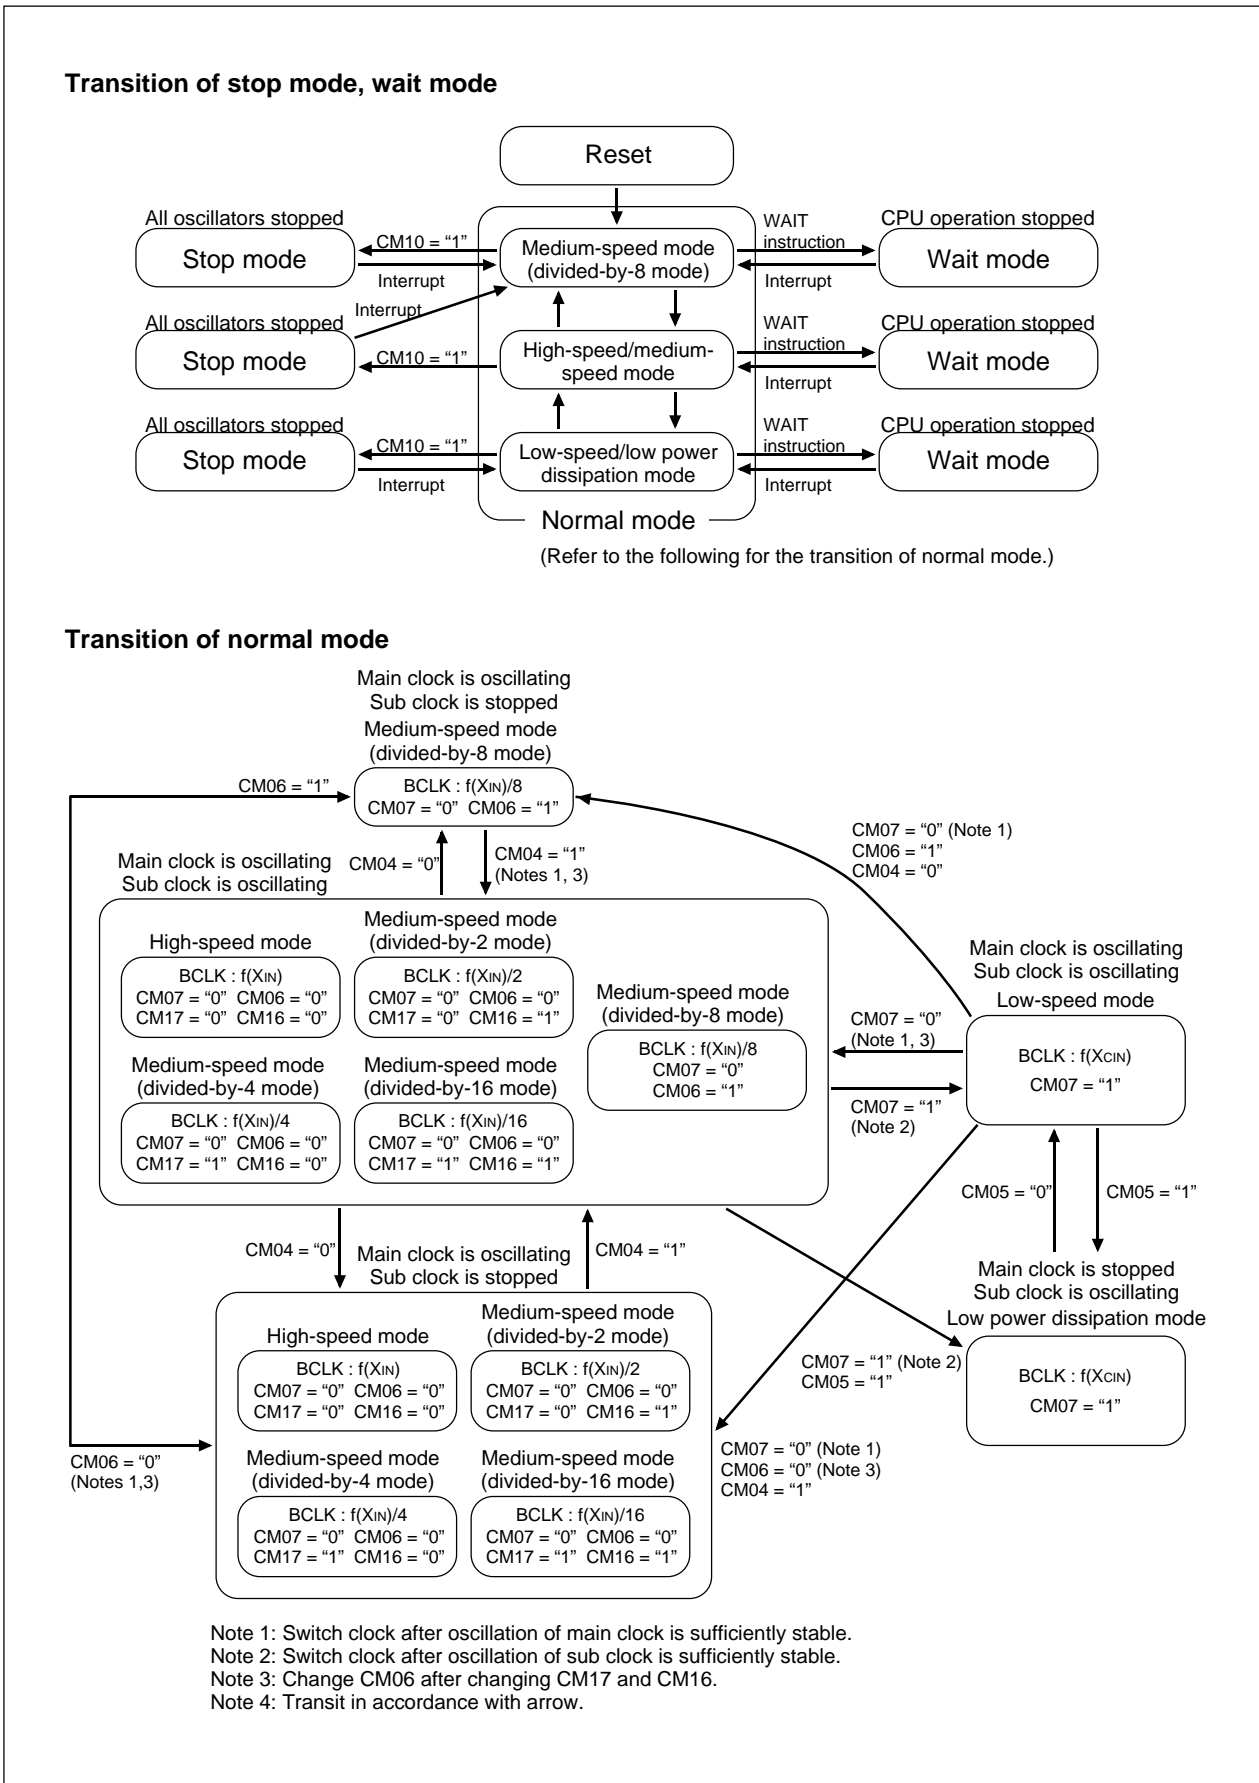 Transition of stop mode, wait mode
Reset
All oscillators stopped
Stop mode
CM10 = “1”
Interrupt
Medium-speed mode
(divided-by-8 mode)
WAIT
instruction
Interrupt
CPU operation stopped
Wait mode
Interrupt
All oscillators stopped
Stop mode
CM10 = “1”
High-speed/medium-
speed mode
WAIT
instruction
Interrupt
CPU operation stopped
Wait mode
All oscillators stopped
Stop mode
CM10 = “1”
Interrupt
Low-speed/low power
dissipation mode
WAIT
instruction
Interrupt
CPU operation stopped
Wait mode
Normal mode
(Refer to the following for the transition of normal mode.)
Transition of normal mode
Main clock is oscillating
Sub clock is stopped
Medium-speed mode
(divided-by-8 mode)
CM06 = “1”
BCLK : f(XIN)/8
CM07 = “0” CM06 = “1”
CM07 = “0” (Note 1)
CM06 = “1”
CM04 = “0”
Main clock is oscillating
Sub clock is oscillating
CM04 = “0”
CM04 = “1”
(Notes 1, 3)
High-speed mode
BCLK : f(XIN)
CM07 = “0” CM06 = “0”
CM17 = “0” CM16 = “0”
Medium-speed mode
(divided-by-2 mode)
BCLK : f(XIN)/2
CM07 = “0” CM06 = “0”
CM17 = “0” CM16 = “1”
Medium-speed mode
(divided-by-8 mode)
BCLK : f(XIN)/8
CM07 = “0”
CM06 = “1”
Medium-speed mode
(divided-by-4 mode)
BCLK : f(XIN)/4
CM07 = “0” CM06 = “0”
CM17 = “1” CM16 = “0”
Medium-speed mode
(divided-by-16 mode)
BCLK : f(XIN)/16
CM07 = “0” CM06 = “0”
CM17 = “1” CM16 = “1”
CM07 = “0”
(Note 1, 3)
CM07 = “1”
(Note 2)
Main clock is oscillating
Sub clock is oscillating
Low-speed mode
BCLK : f(XCIN)
CM07 = “1”
CM05 = “0”
CM05 = “1”
Main clock is stopped
Sub clock is oscillating
Low power dissipation mode
BCLK : f(XCIN)
CM07 = “1”
CM07 = “1” (Note 2)
CM05 = “1”
CM04 = “0”
Main clock is oscillating
Sub clock is stopped
CM04 = “1”
High-speed mode
BCLK : f(XIN)
CM07 = “0” CM06 = “0”
CM17 = “0” CM16 = “0”
Medium-speed mode
(divided-by-2 mode)
BCLK : f(XIN)/2
CM07 = “0” CM06 = “0”
CM17 = “0” CM16 = “1”
Medium-speed mode
(divided-by-4 mode)
BCLK : f(XIN)/4
CM07 = “0” CM06 = “0”
CM17 = “1” CM16 = “0”
Medium-speed mode
(divided-by-16 mode)
BCLK : f(XIN)/16
CM07 = “0” CM06 = “0”
CM17 = “1” CM16 = “1”
CM06 = “0”
(Notes 1,3)
CM07 = “0” (Note 1)
CM06 = “0” (Note 3)
CM04 = “1”
Note 1: Switch clock after oscillation of main clock is sufficiently stable.
Note 2: Switch clock after oscillation of sub clock is sufficiently stable.
Note 3: Change CM06 after changing CM17 and CM16.
Note 4: Transit in accordance with arrow.